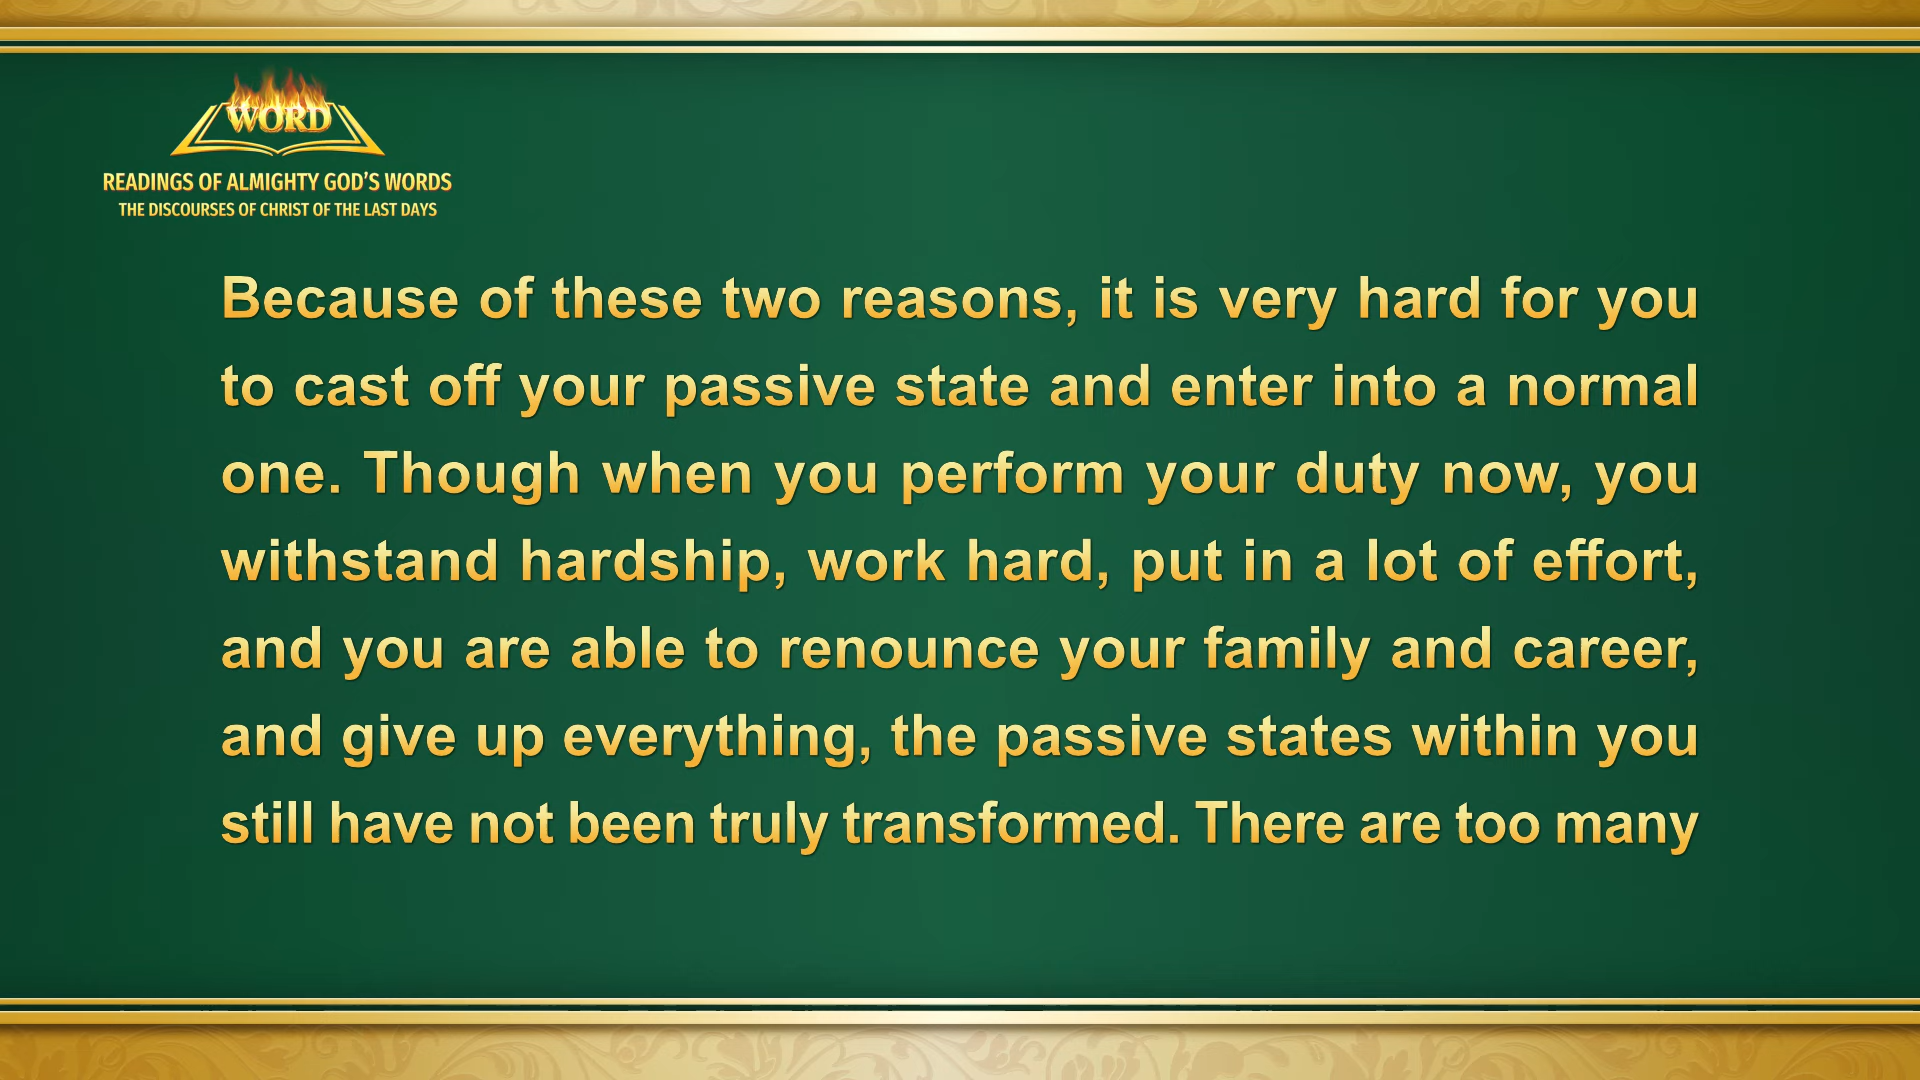 WORD
READINGS OF ALMIGHTY GOD'S WORDS
THE DISCOURSES OF CHRIST OF THE LAST DAYS
Because of these two reasons, it is very hard for you
to cast off your passive state and enter into a normal
one. Though when you perform your duty now, you
withstand hardship, work hard, put in a lot of effort,
and you are able to renounce your family and career,
and give up everything, the passive states within you
still have not been truly transformed. There are too many